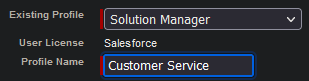 Existing Profile Solution Manager
User License Salesforce
Profile Name Customer Service